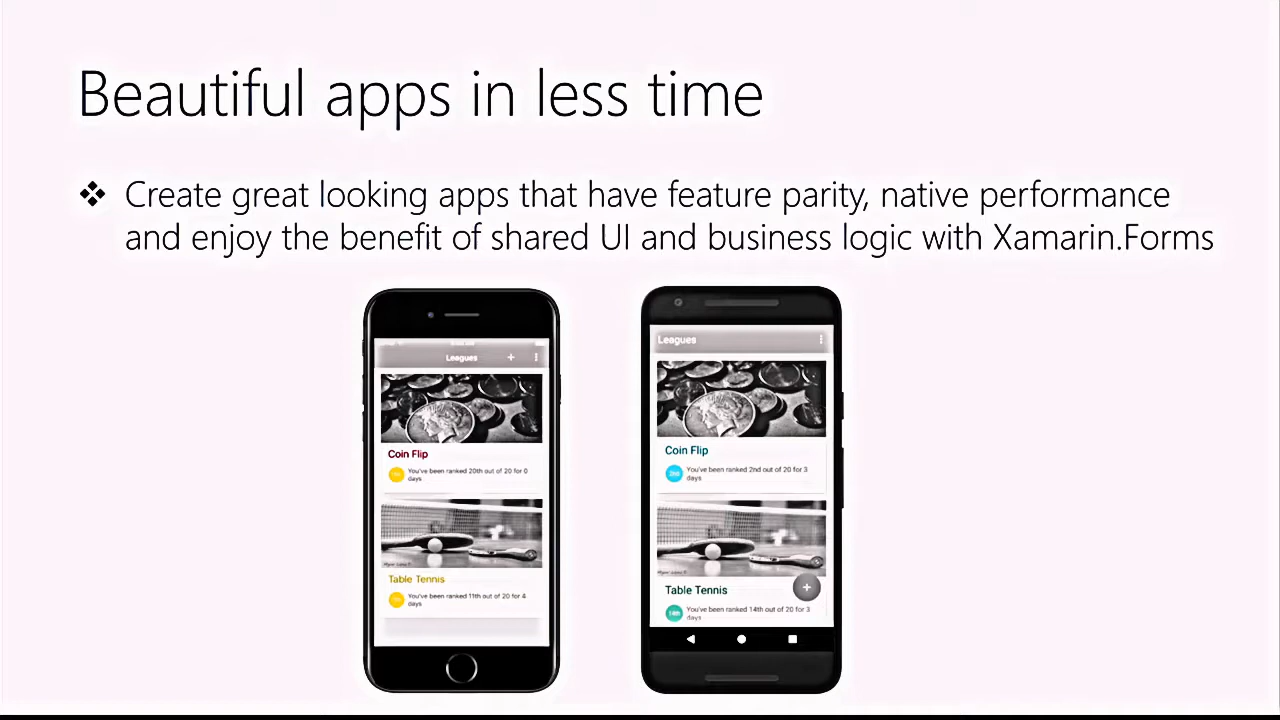 Beautiful apps in less time
❖ Create great looking apps that have feature parity, native performance
and enjoy the benefit of shared UI and business logic with Xamarin.Forms
Leagues +
Coin Flip
You've been ranked 20th out of 20 for 0
days
Table Tennis
You've been ranked 11th out of 20 for 4
days
Leagues
Coin Flip
2nd
You've been ranked 2nd out of 20 for 3
days
Table Tennis
+
14th
You've been ranked 14th out of 20 for 3
days